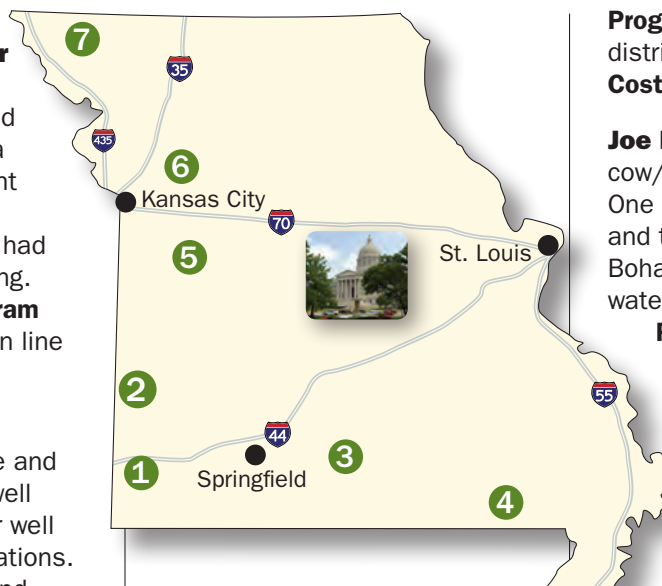 r
d
a
nt
had
ng.
ram
n line
e and
well
r well
ations.
7
35
435
6
Kansas City
70
5
St. Louis
2
55
44
1
3
Springfield
4
Prog
distri
Cost
Joe
cow/
One
and t
Boha
wate